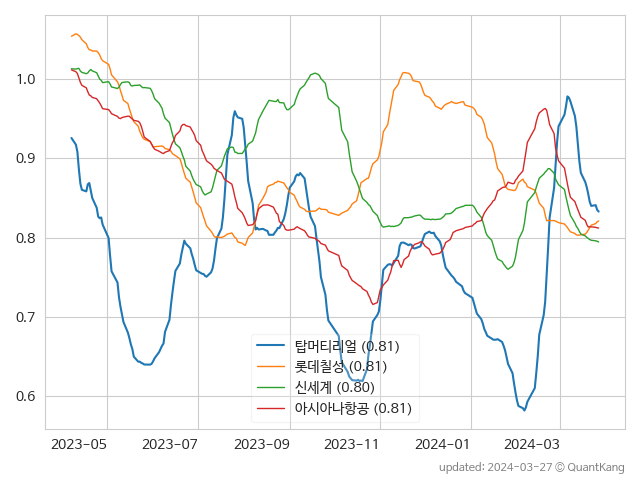 1.0
0.9
0.8
0.7
0.6
탑머티리얼 (0.81)
롯데칠성 (0.81)
신세계 (0.80)
아시아나항공 (0.81)
2023-05 2023-07 2023-09 2023-11 2024-01 2024-03
updated: 2024-03-27 © QuantKang